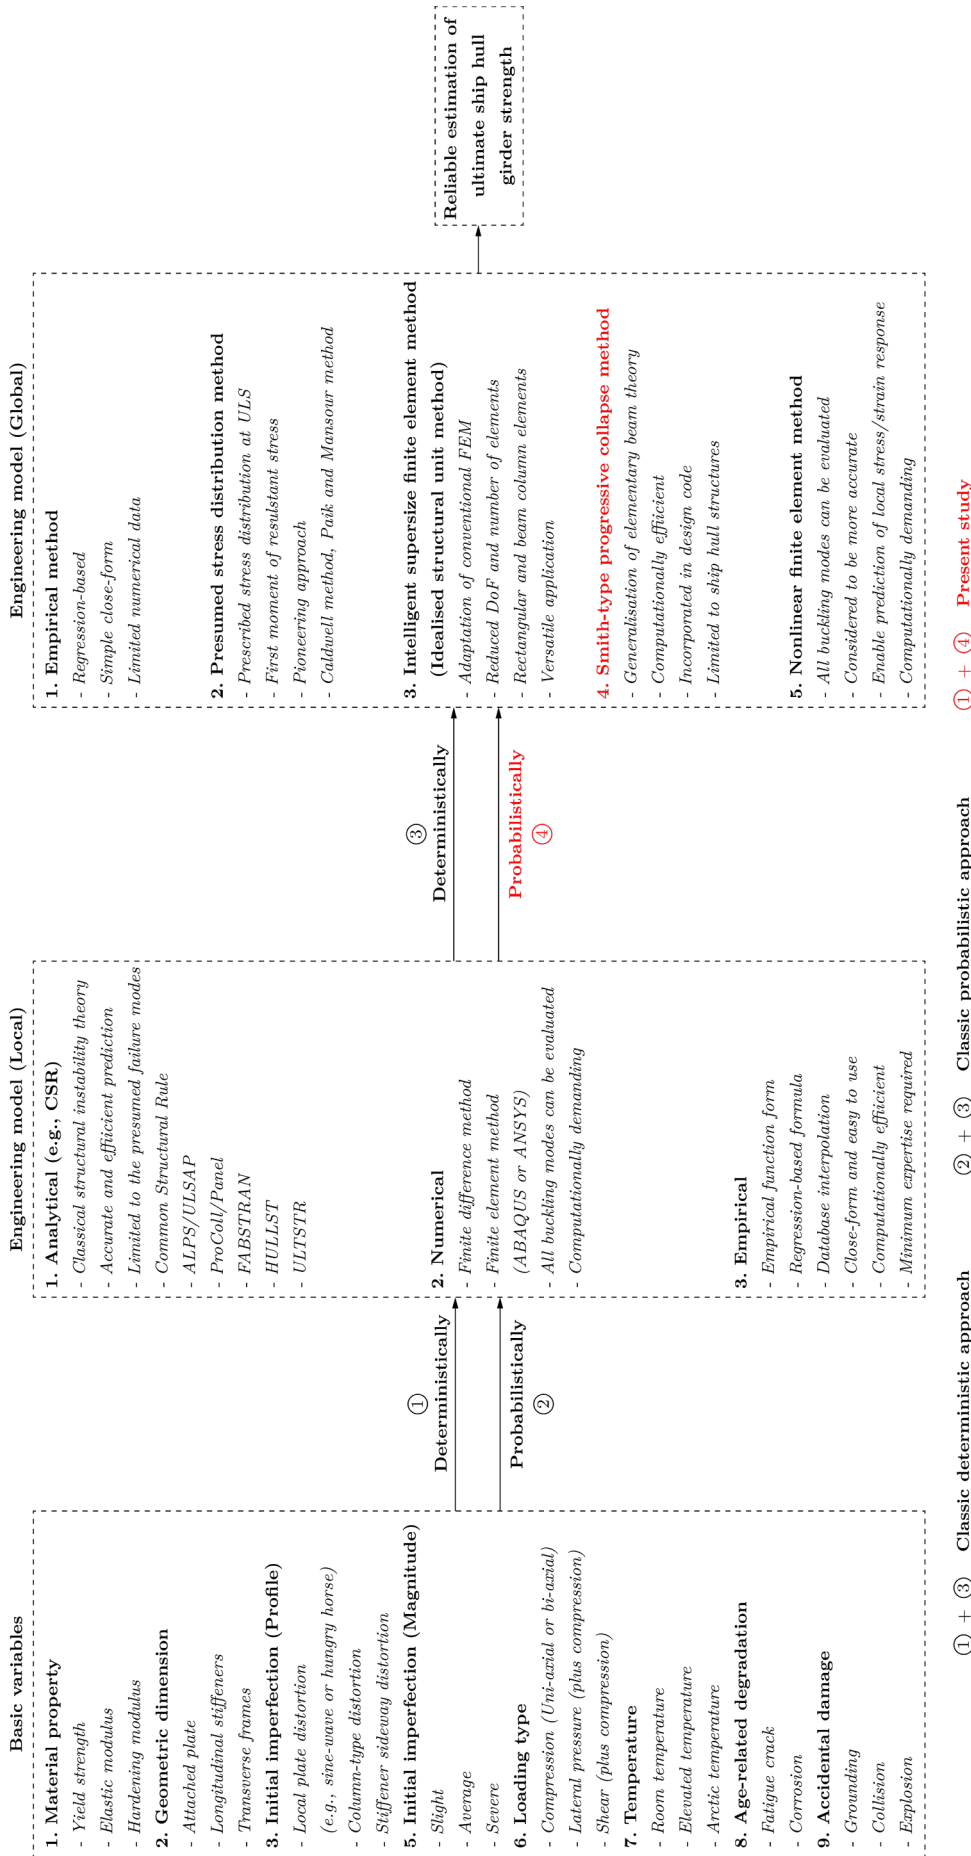 Basic variables
1. Material property
- Yield strength
- Elastic modulus
- Hardening modulus
2. Geometric dimension
- Attached plate
- Longitudinal stiffeners
- Transverse frames
3. Initial imperfection (Profile)
- Local plate distortion
(e.g., sine-wave or hungry horse)
- Column-type distortion
- Stiffener sideway distortion
5. Initial imperfection (Magnitude)
- Slight
- Average
- Severe
6. Loading type
- Compression (Uni-axial or bi-axial)
- Lateral pressure (plus compression)
- Shear (plus compression)
7. Temperature
- Room temperature
- Elevated temperature
- Arctic temperature
8. Age-related degradation
- Fatigue crack
- Corrosion
9. Accidental damage
- Grounding
- Collision
- Explosion
①
Deterministically
Probabilistically
②
Engineering model (Local)
1. Analytical (e.g., CSR)
- Classical structural instability theory
- Accurate and effiicient prediction
- Limited to the presumed failure modes
- Common Structural Rule
- ALPS/ULSAP
- ProColl/Panel
- FABSTRAN
- HULLST
- ULTSTR
2. Numerical
- Finite difference method
- Finite element method
(ABAQUS or ANSYS)
- All buckling modes can be evaluated
- Computationally demanding
3. Empirical
- Empirical function form
- Regression-based formula
- Database interpolation
- Close-form and easy to use
- Computationally effiicient
- Minimum expertise required
③
Deterministically
Probabilistically
④
Engineering model (Global)
1. Empirical method
- Regression-based
- Simple close-form
- Limited numerical data
2. Presumed stress distribution method
- Prescribed stress distribution at ULS
- First moment of resulstant stress
- Pioneering approach
- Caldwell method, Paik and Mansour method
3. Intelligent supersize finite element method
(Idealised structural unit method)
- Adaptation of conventional FEM
- Reduced DoF and number of elements
- Rectangular and beam column elements
- Versatile application
4. Smith-type progressive collapse method
- Generalisation of elementary beam theory
- Computationally effiicient
- Incorporated in design code
- Limited to ship hull structures
5. Nonlinear finite element method
- All buckling modes can be evaluated
- Considered to be more accurate
- Enable prediction of local stress/strain response
- Computationally demanding
Reliable estimation of
ultimate ship hull
girder strength
① + ③ Classic deterministic approach
② + ③ Classic probabilistic approach
① + ④ Present study